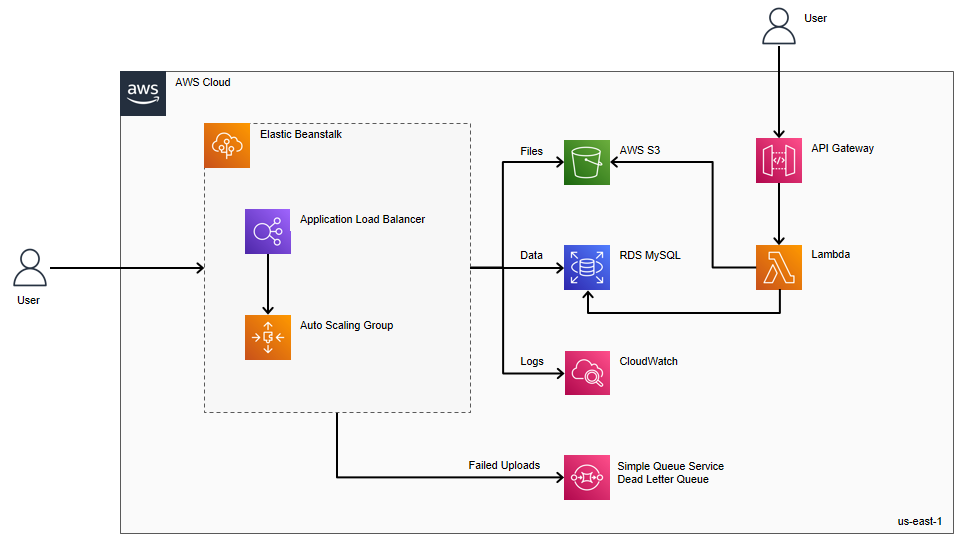 User
aws
AWS Cloud
Elastic Beanstalk
Files
AWS S3
API Gateway
Application Load Balancer
User
Data
RDS MySQL
Lambda
Auto Scaling Group
Logs
CloudWatch
Failed Uploads
Simple Queue Service
Dead Letter Queue
us-east-1